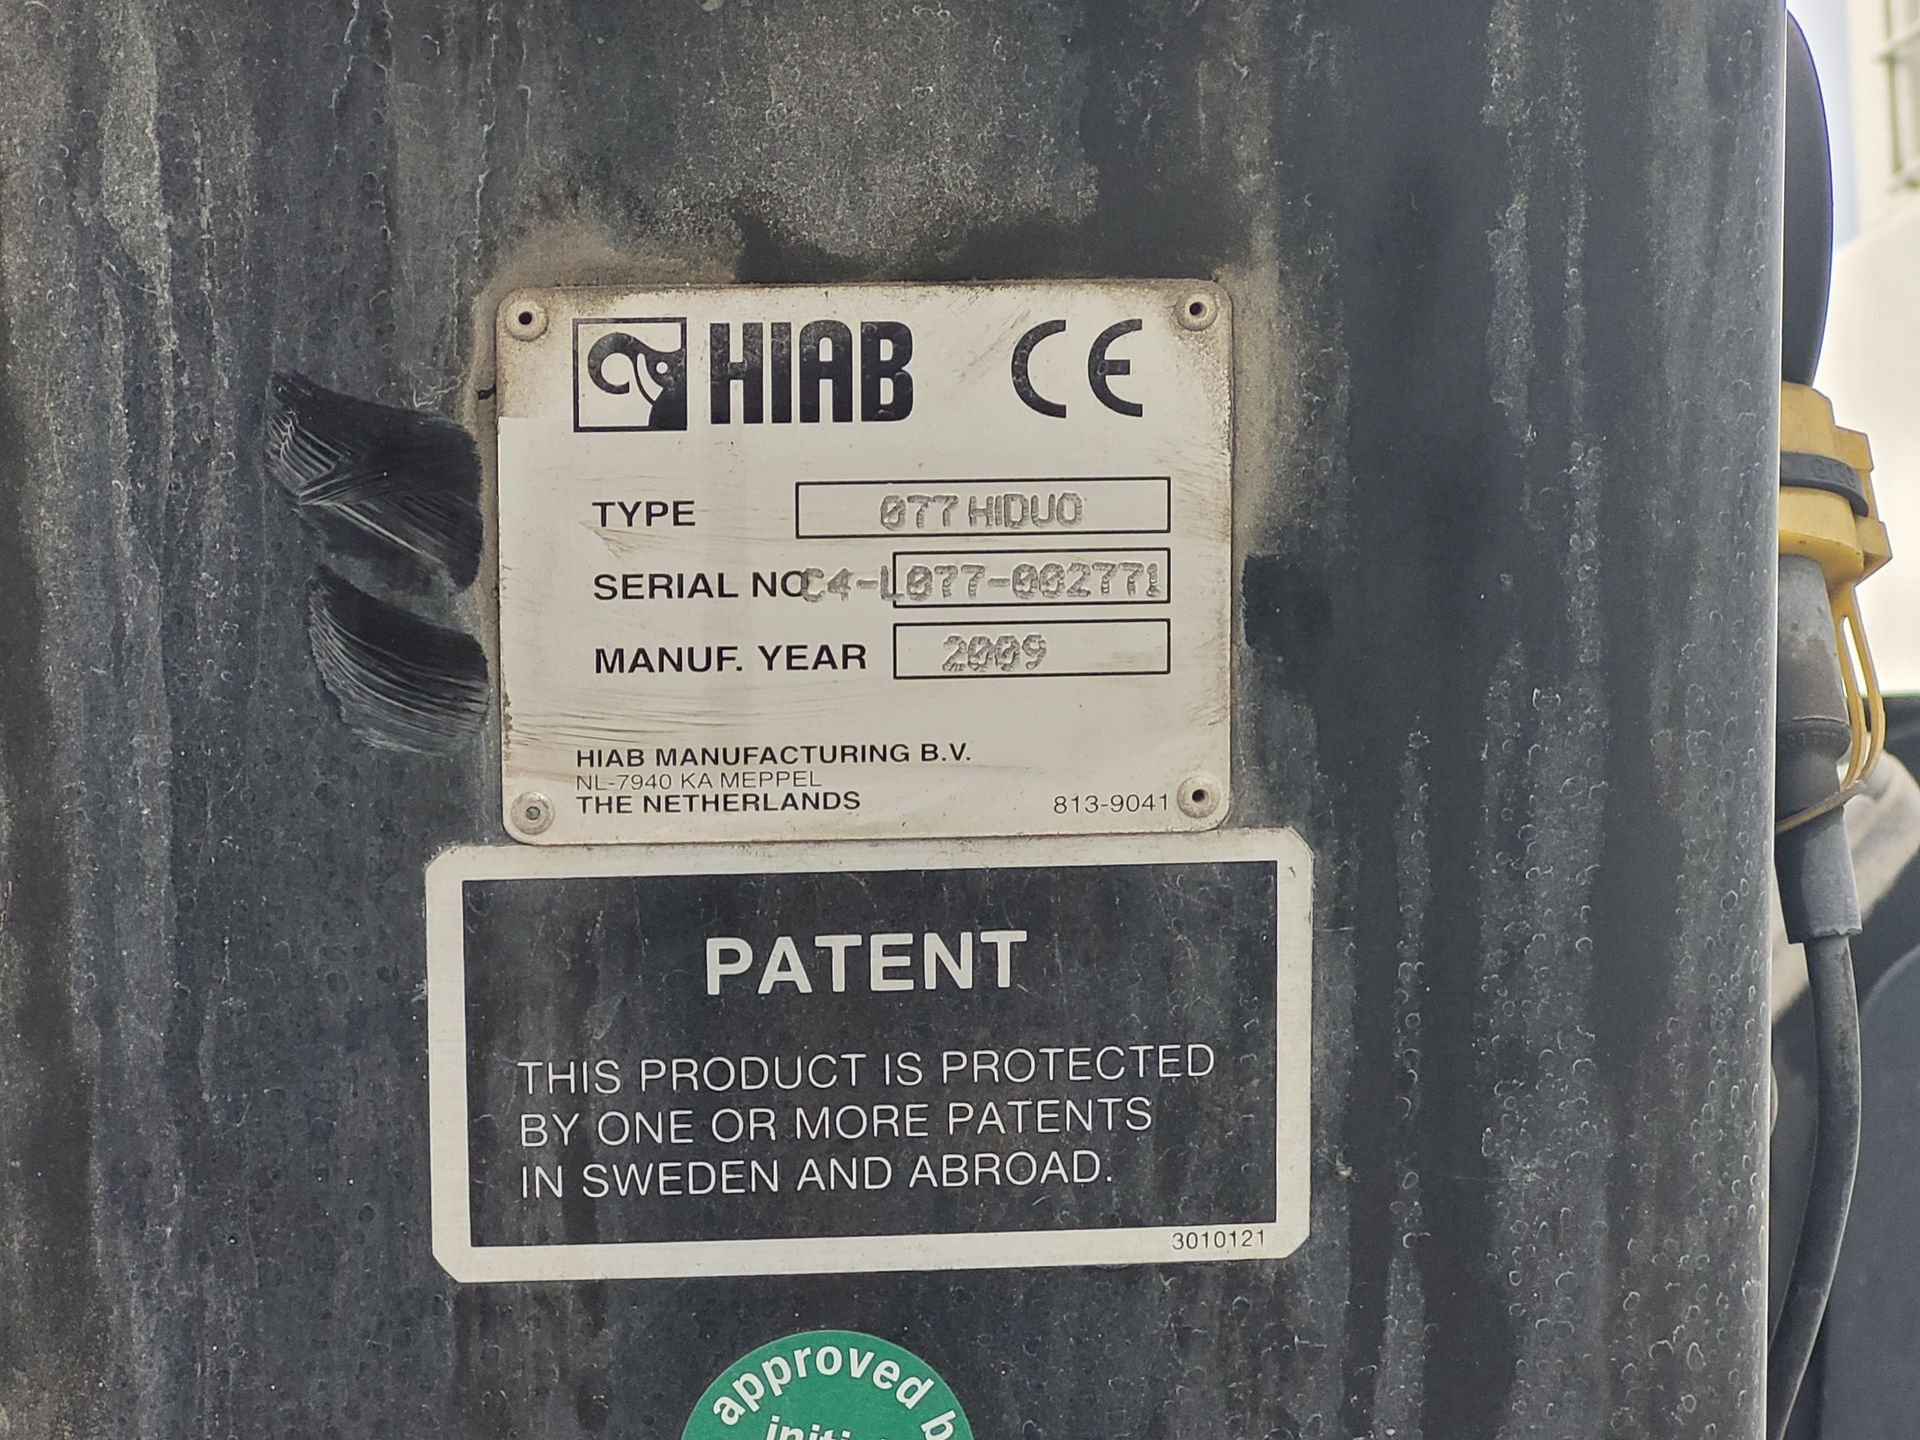 HIAB CE
TYPE 077 HIDUO
SERIAL NO C4-L077-002771
MANUF. YEAR 2009
HIAB MANUFACTURING B.V.
NL-7940 KA MEPPEL
THE NETHERLANDS 813-9041
PATENT
THIS PRODUCT IS PROTECTED
BY ONE OR MORE PATENTS
IN SWEDEN AND ABROAD.
3010121
approved b